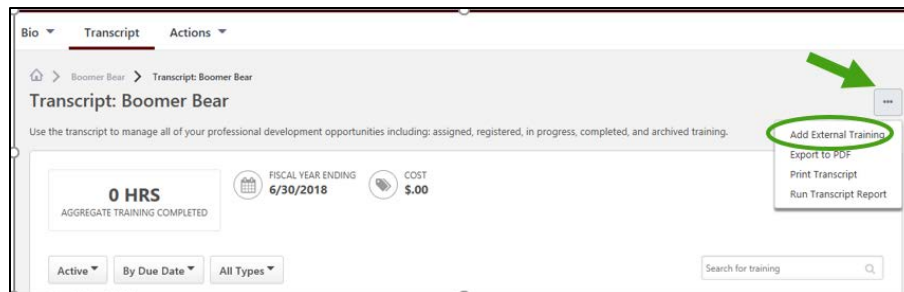 Bio Transcript Actions
Boomer Bear > Transcript: Boomer Bear
Transcript: Boomer Bear
...
Use the transcript to manage all of your professional development opportunities including: assigned, registered, in progress, completed, and archived training.
Add External Training
Export to PDF
Print Transcript
Run Transcript Report
0 HRS
AGGREGATE TRAINING COMPLETED
FISCAL YEAR ENDING
6/30/2018
COST
$.00
Active By Due Date All Types
Search for training